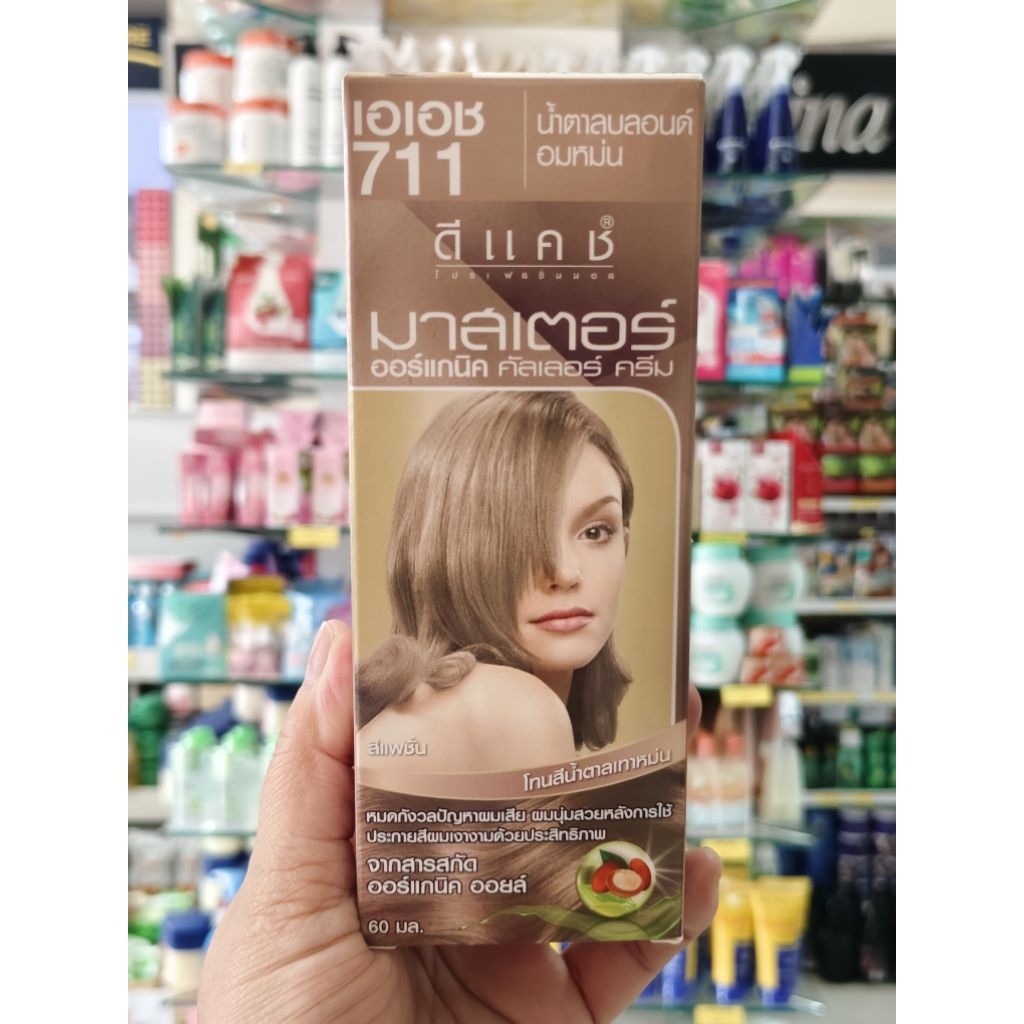 เอเอช
711
น้ำตาลบลอนด์
อมหม่น
ดีแคช®
โปรเฟสชั่นนอล
มาสเตอร์
ออร์แกนิค คัลเลอร์ ครีม
สีแฟชั่น
โทนสีน้ำตาลเทาหม่น
หมดกังวลปัญหาผมเสีย ผมนุ่มสวยหลังการใช้
ประกายสีผมเงางามด้วยประสิทธิภาพ
จากสารสกัด
ออร์แกนิค ออยล์
60 มล.
ina